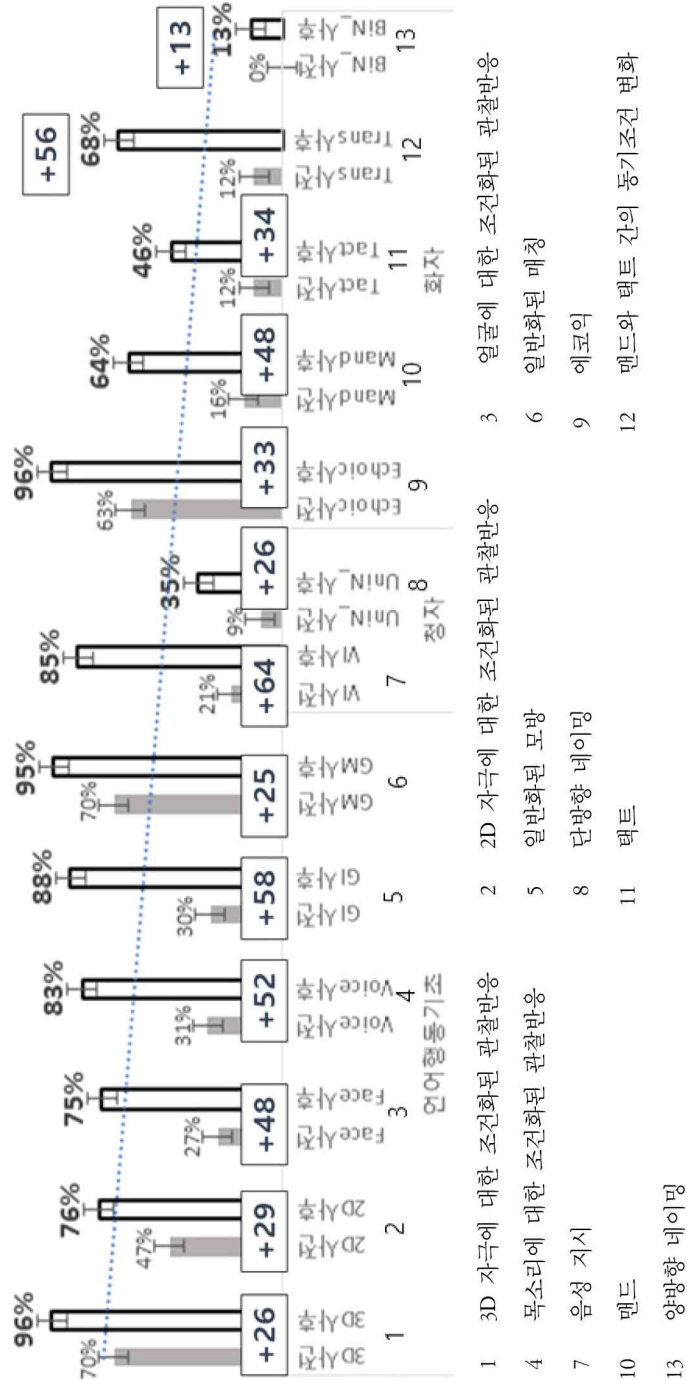 96% 76% 75% 83% 88% 95% 85% 35% 96% 64% 46% 68% 13%
70% 47% 27% 31% 30% 70% 21% 9% 63% 16% 12% 12% 0%
+26 +29 +48 +52 +58 +25 +64 +26 +33 +48 +34 +56 +13
3D사전 3D사후 2D사전 2D사후 Face사전 Face사후 Voice사전 Voice사후 GI사전 GI사후 GM사전 GM사후 VI사전 VI사후 UniN_사전 UniN_사후 Echoic사전 Echoic사후 Mand사전 Mand사후 Tact사전 Tact사후 Trans사전 Trans사후 BiN_사전 BiN_사후
1 2 3 4 5 6 7 8 9 10 11 12 13
언어행동기초 청자 화자
1 3D 자극에 대한 조건화된 관찰반응 2 2D 자극에 대한 조건화된 관찰반응 3 얼굴에 대한 조건화된 관찰반응
4 목소리에 대한 조건화된 관찰반응 5 일반화된 모방 6 일반화된 매칭
7 음성 지시 8 단방향 네이밍 9 에코익
10 맨드 11 택트 12 맨드와 택트 간의 동기조건 변화
13 양방향 네이밍